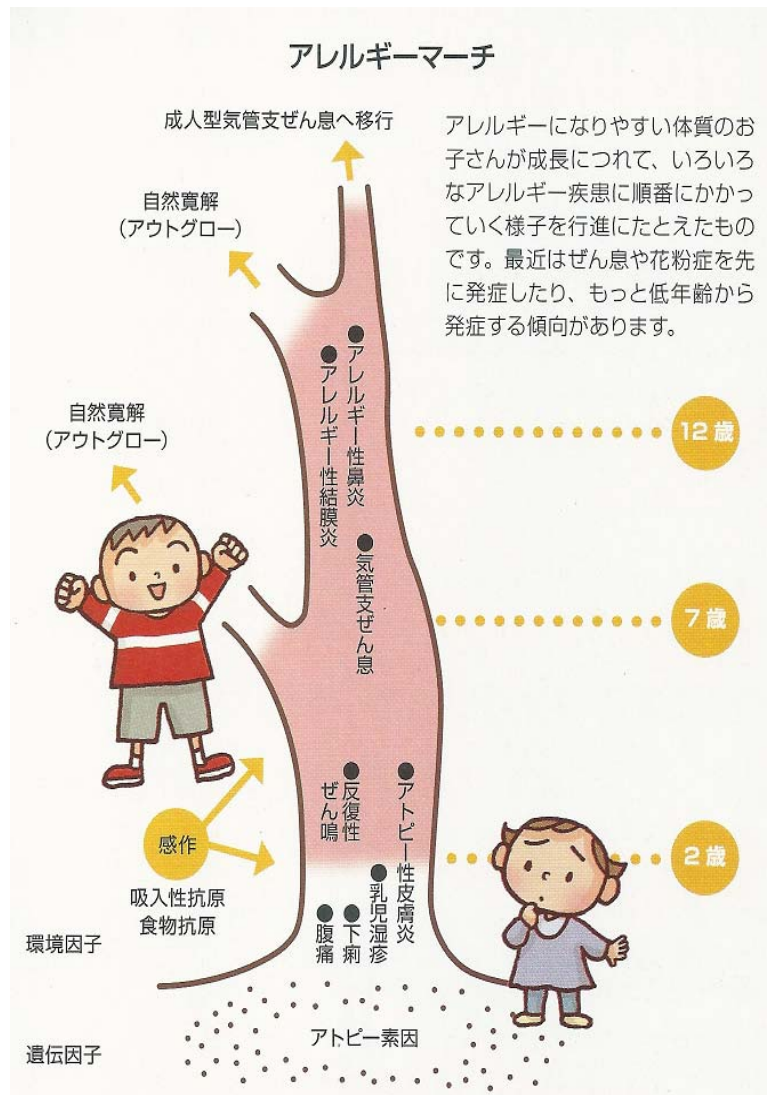 アレルギーマーチ
成人型気管支ぜん息へ移行
アレルギーになりやすい体質のお
子さんが成長につれて、いろいろ
なアレルギー疾患に順番にかかっ
ていく様子を行進にたとえたもの
です。最近はぜん息や花粉症を先
に発症したり、もっと低年齢から
発症する傾向があります。
自然寛解
（アウトグロー）
自然寛解
（アウトグロー）
●アレルギー性鼻炎
●アレルギー性結膜炎
12歳
●気管支ぜん息
7歳
●アトピー性皮膚炎
●反復性
ぜん鳴
2歳
感作
吸入性抗原
食物抗原
●乳児湿疹
●下痢
●腹痛
環境因子
アトピー素因
遺伝因子